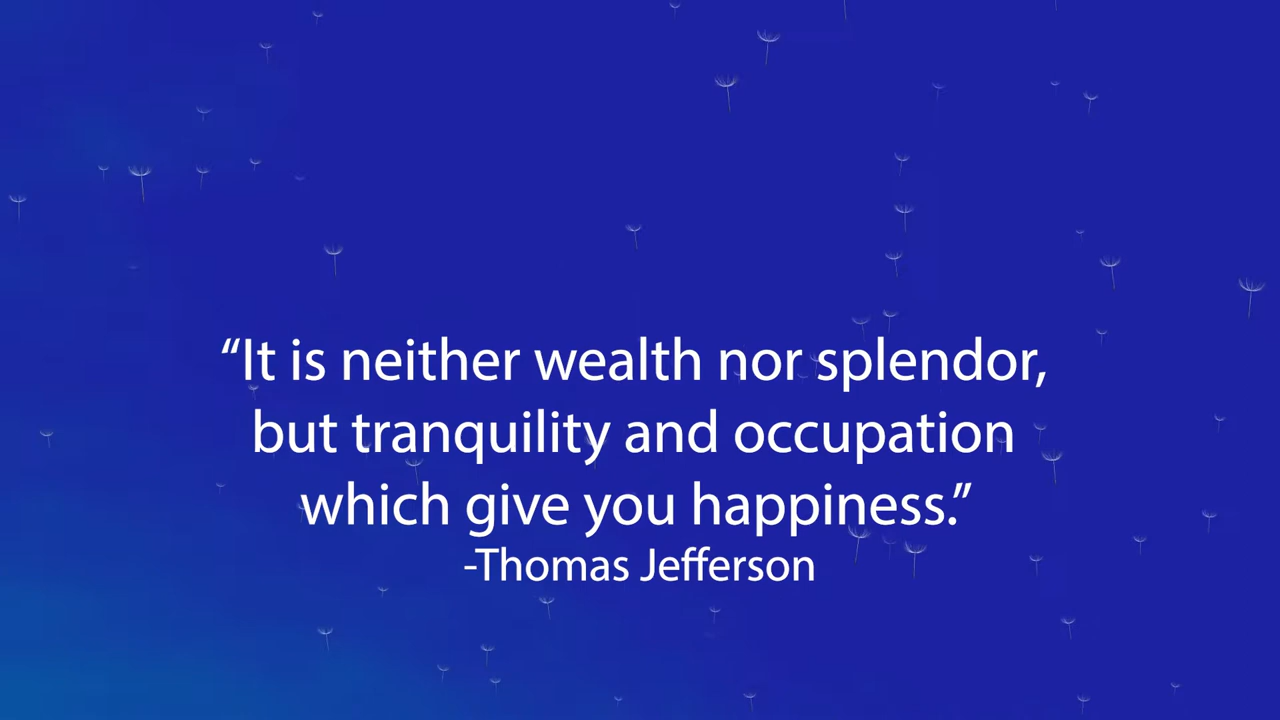 “It is neither wealth nor splendor,
but tranquility and occupation
which give you happiness.”
-Thomas Jefferson